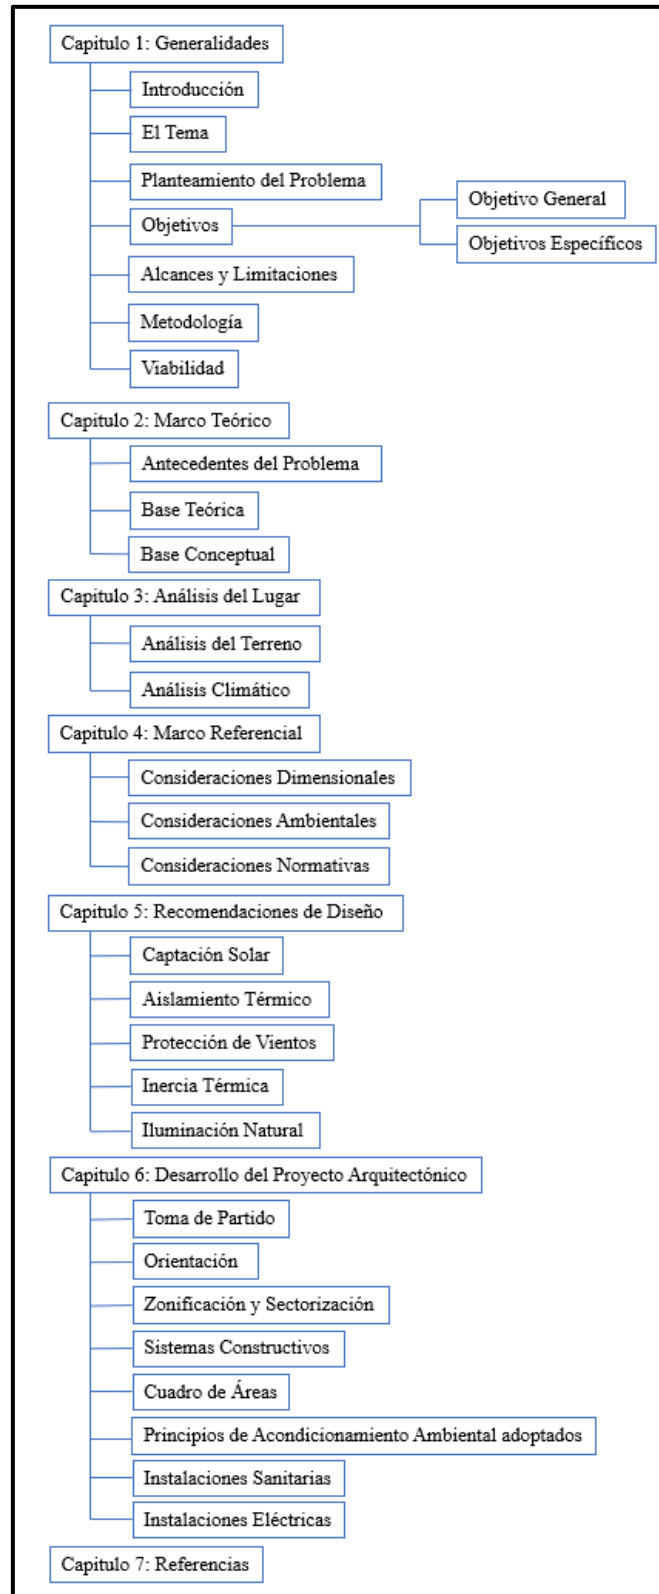 Capitulo 1: Generalidades
Introducción
El Tema
Planteamiento del Problema
Objetivos
Objetivo General
Objetivos Específicos
Alcances y Limitaciones
Metodología
Viabilidad
Capitulo 2: Marco Teórico
Antecedentes del Problema
Base Teórica
Base Conceptual
Capitulo 3: Análisis del Lugar
Análisis del Terreno
Análisis Climático
Capitulo 4: Marco Referencial
Consideraciones Dimensionales
Consideraciones Ambientales
Consideraciones Normativas
Capitulo 5: Recomendaciones de Diseño
Captación Solar
Aislamiento Térmico
Protección de Vientos
Inercia Térmica
Iluminación Natural
Capitulo 6: Desarrollo del Proyecto Arquitectónico
Toma de Partido
Orientación
Zonificación y Sectorización
Sistemas Constructivos
Cuadro de Áreas
Principios de Acondicionamiento Ambiental adoptados
Instalaciones Sanitarias
Instalaciones Eléctricas
Capitulo 7: Referencias